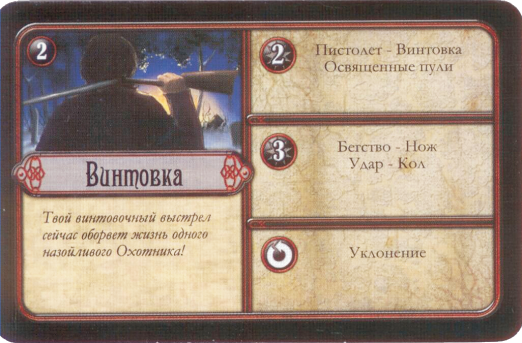 2
Винтовка
Твой винтовочный выстрел
сейчас оборвет жизнь одного
назойливого Охотника!
2
Пистолет - Винтовка
Освященные пули
3
Бегство - Нож
Удар - Кол
Уклонение